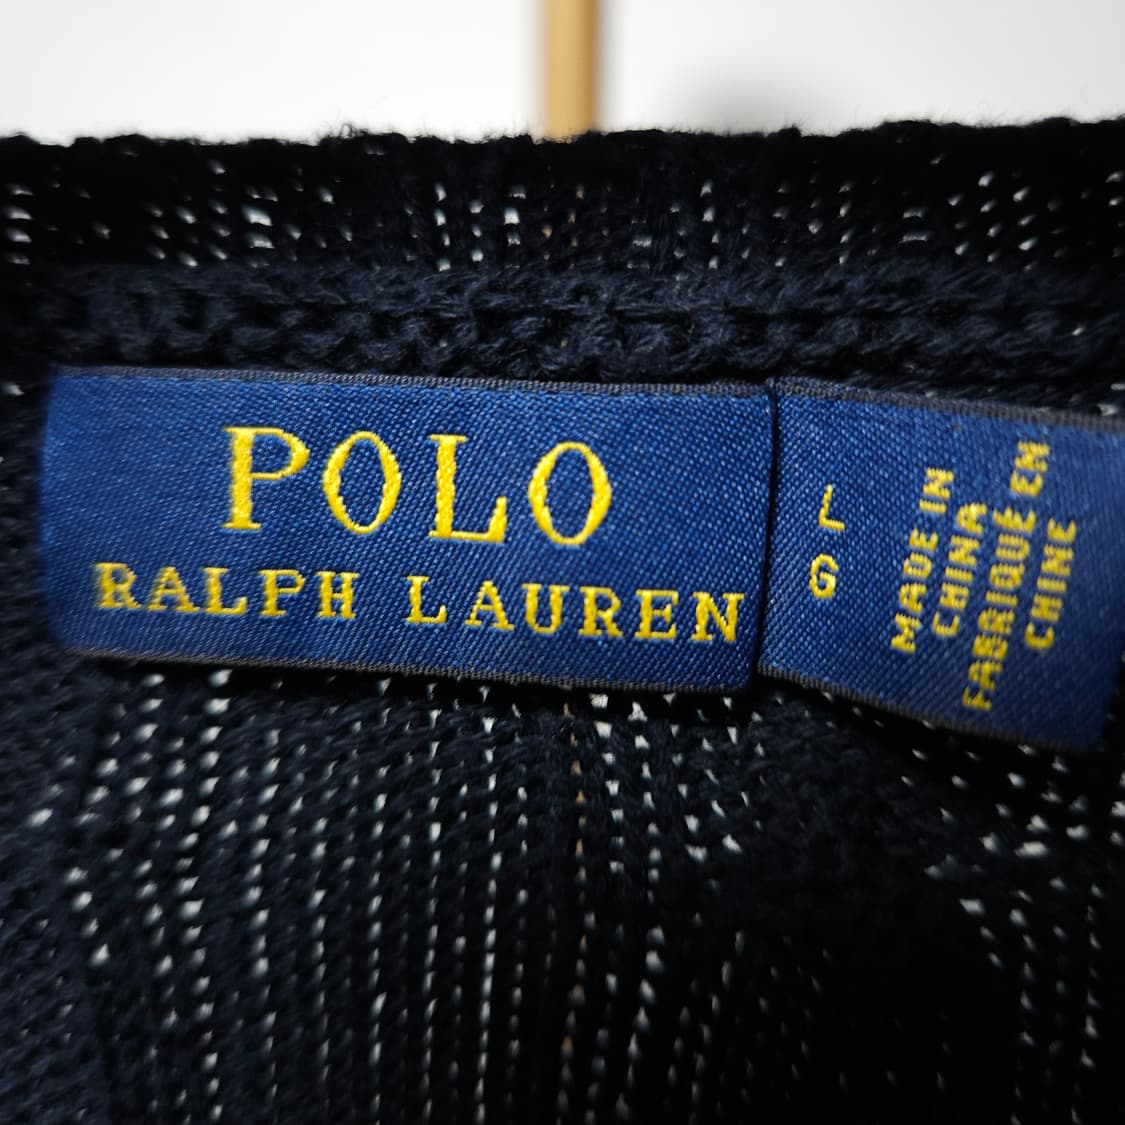 POLO
RALPH LAUREN
L
G
MADE IN
CHINA
FABRIQUÉ EN
CHINE